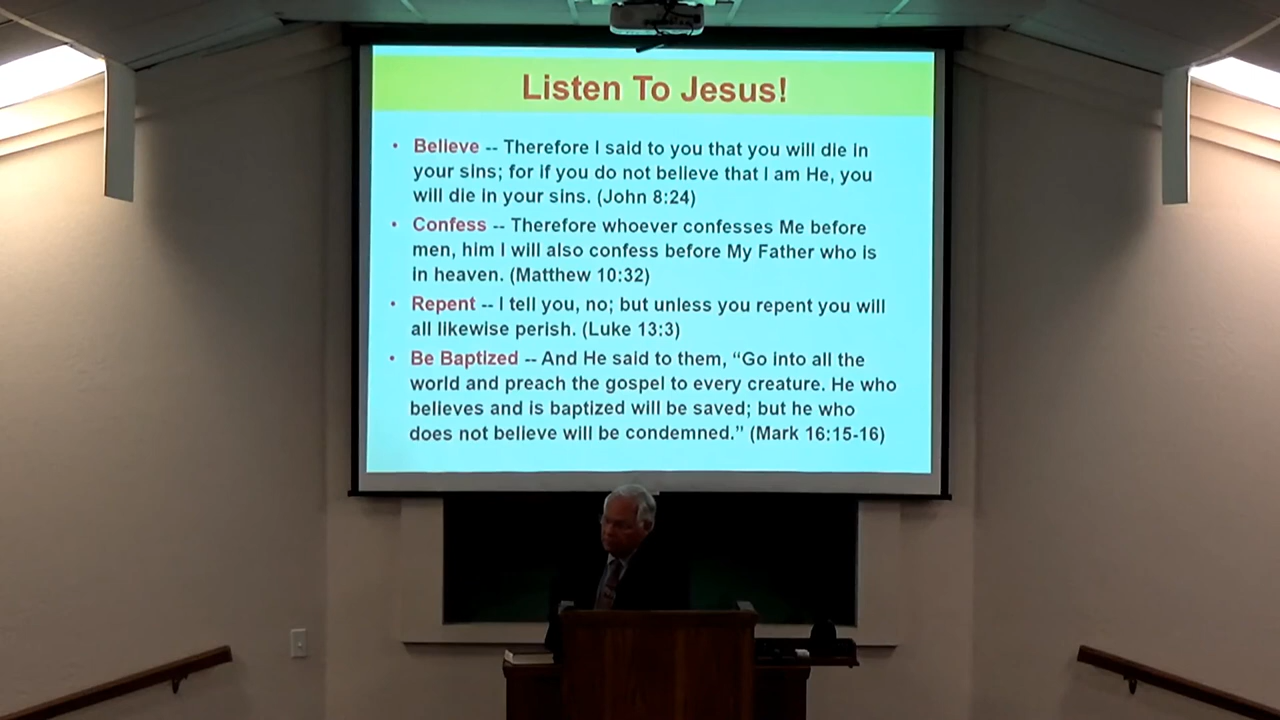 Listen To Jesus!
• Believe -- Therefore I said to you that you will die in
your sins; for if you do not believe that I am He, you
will die in your sins. (John 8:24)
• Confess -- Therefore whoever confesses Me before
men, him I will also confess before My Father who is
in heaven. (Matthew 10:32)
• Repent -- I tell you, no; but unless you repent you will
all likewise perish. (Luke 13:3)
• Be Baptized -- And He said to them, “Go into all the
world and preach the gospel to every creature. He who
believes and is baptized will be saved; but he who
does not believe will be condemned.” (Mark 16:15-16)